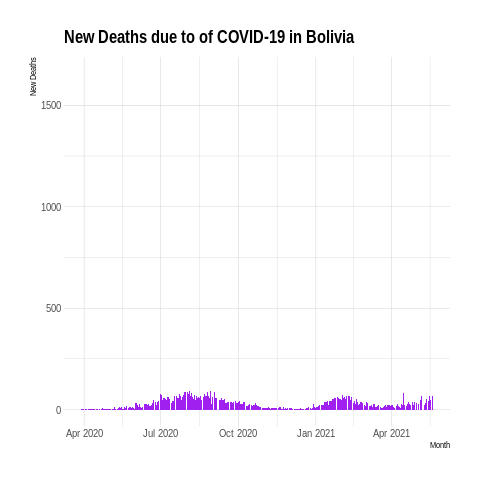 New Deaths due to of COVID-19 in Bolivia
New Deaths
1500
1000
500
0
Apr 2020 Jul 2020 Oct 2020 Jan 2021 Apr 2021
Month